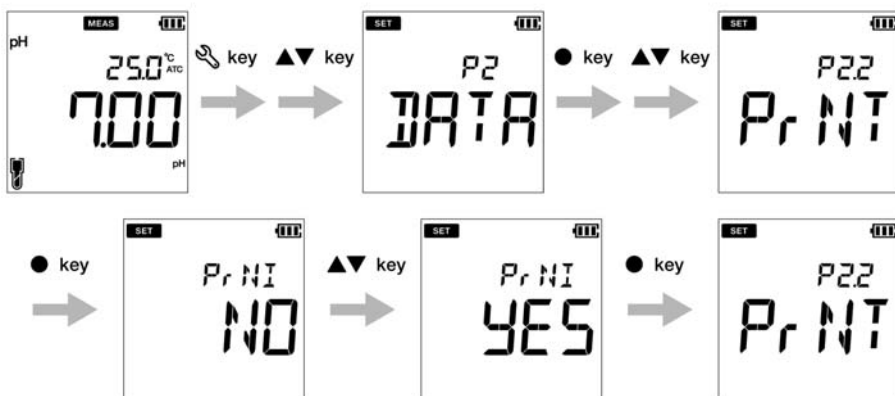 MEAS
pH
25.0 °C ATC
7.00
pH
key
▲▼ key
SET
P2
DATA
● key
▲▼ key
SET
P2.2
PrNT
● key
SET
PrNT
NO
▲▼ key
SET
PrNT
YES
● key
SET
P2.2
PrNT